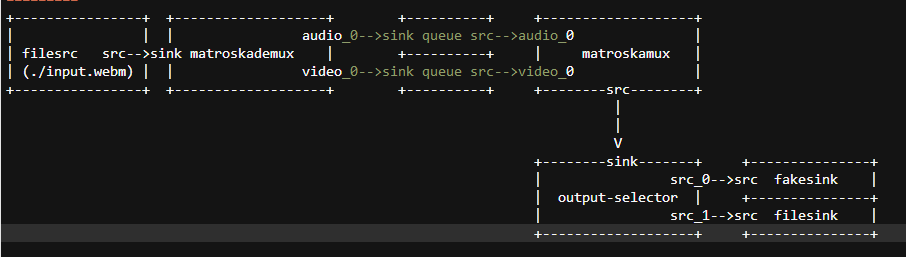 +----------------+  +-------------------+        +----------+     +-------------------+
|                |  |                audio_0-->sink queue src-->audio_0               |
| filesrc   src-->sink matroskademux    |        +----------+     |     matroskamux   |
| (./input.webm) |  |                video_0-->sink queue src-->video_0               |
+----------------+  +-------------------+        +----------+     +--------src--------+
|
|
V
+--------sink-------+     +---------------+
|                src_0-->src  fakesink    |
|  output-selector  |     +---------------+
|                src_1-->src  filesink    |
+-------------------+     +---------------+